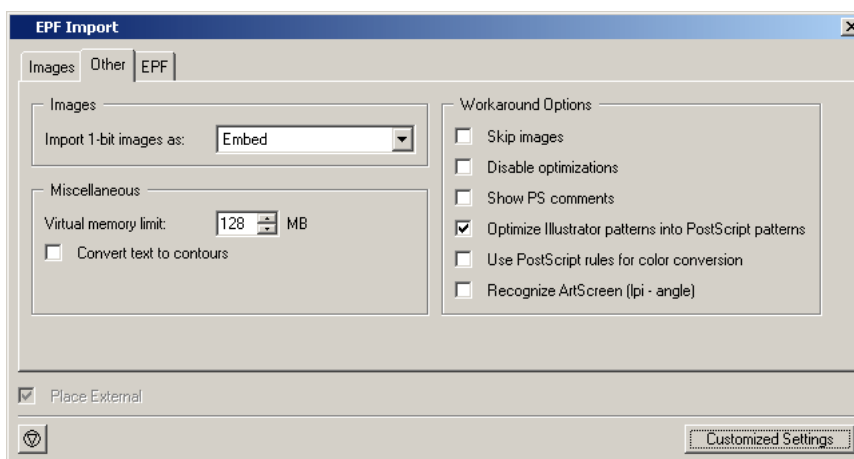 EPF Import
Images Other EPF
Images
Import 1-bit images as: Embed
Miscellaneous
Virtual memory limit: 128 MB
Convert text to contours
Workaround Options
Skip images
Disable optimizations
Show PS comments
Optimize Illustrator patterns into PostScript patterns
Use PostScript rules for color conversion
Recognize ArtScreen (lpi - angle)
Place External
Customized Settings